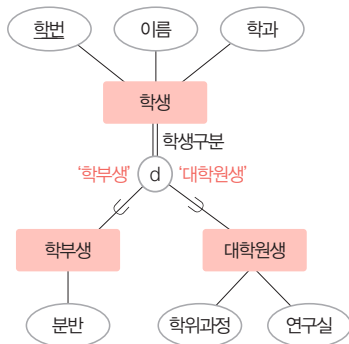 학번 이름 학과
학생
학생구분
'학부생' d '대학원생'
학부생 대학원생
분반 학위과정 연구실